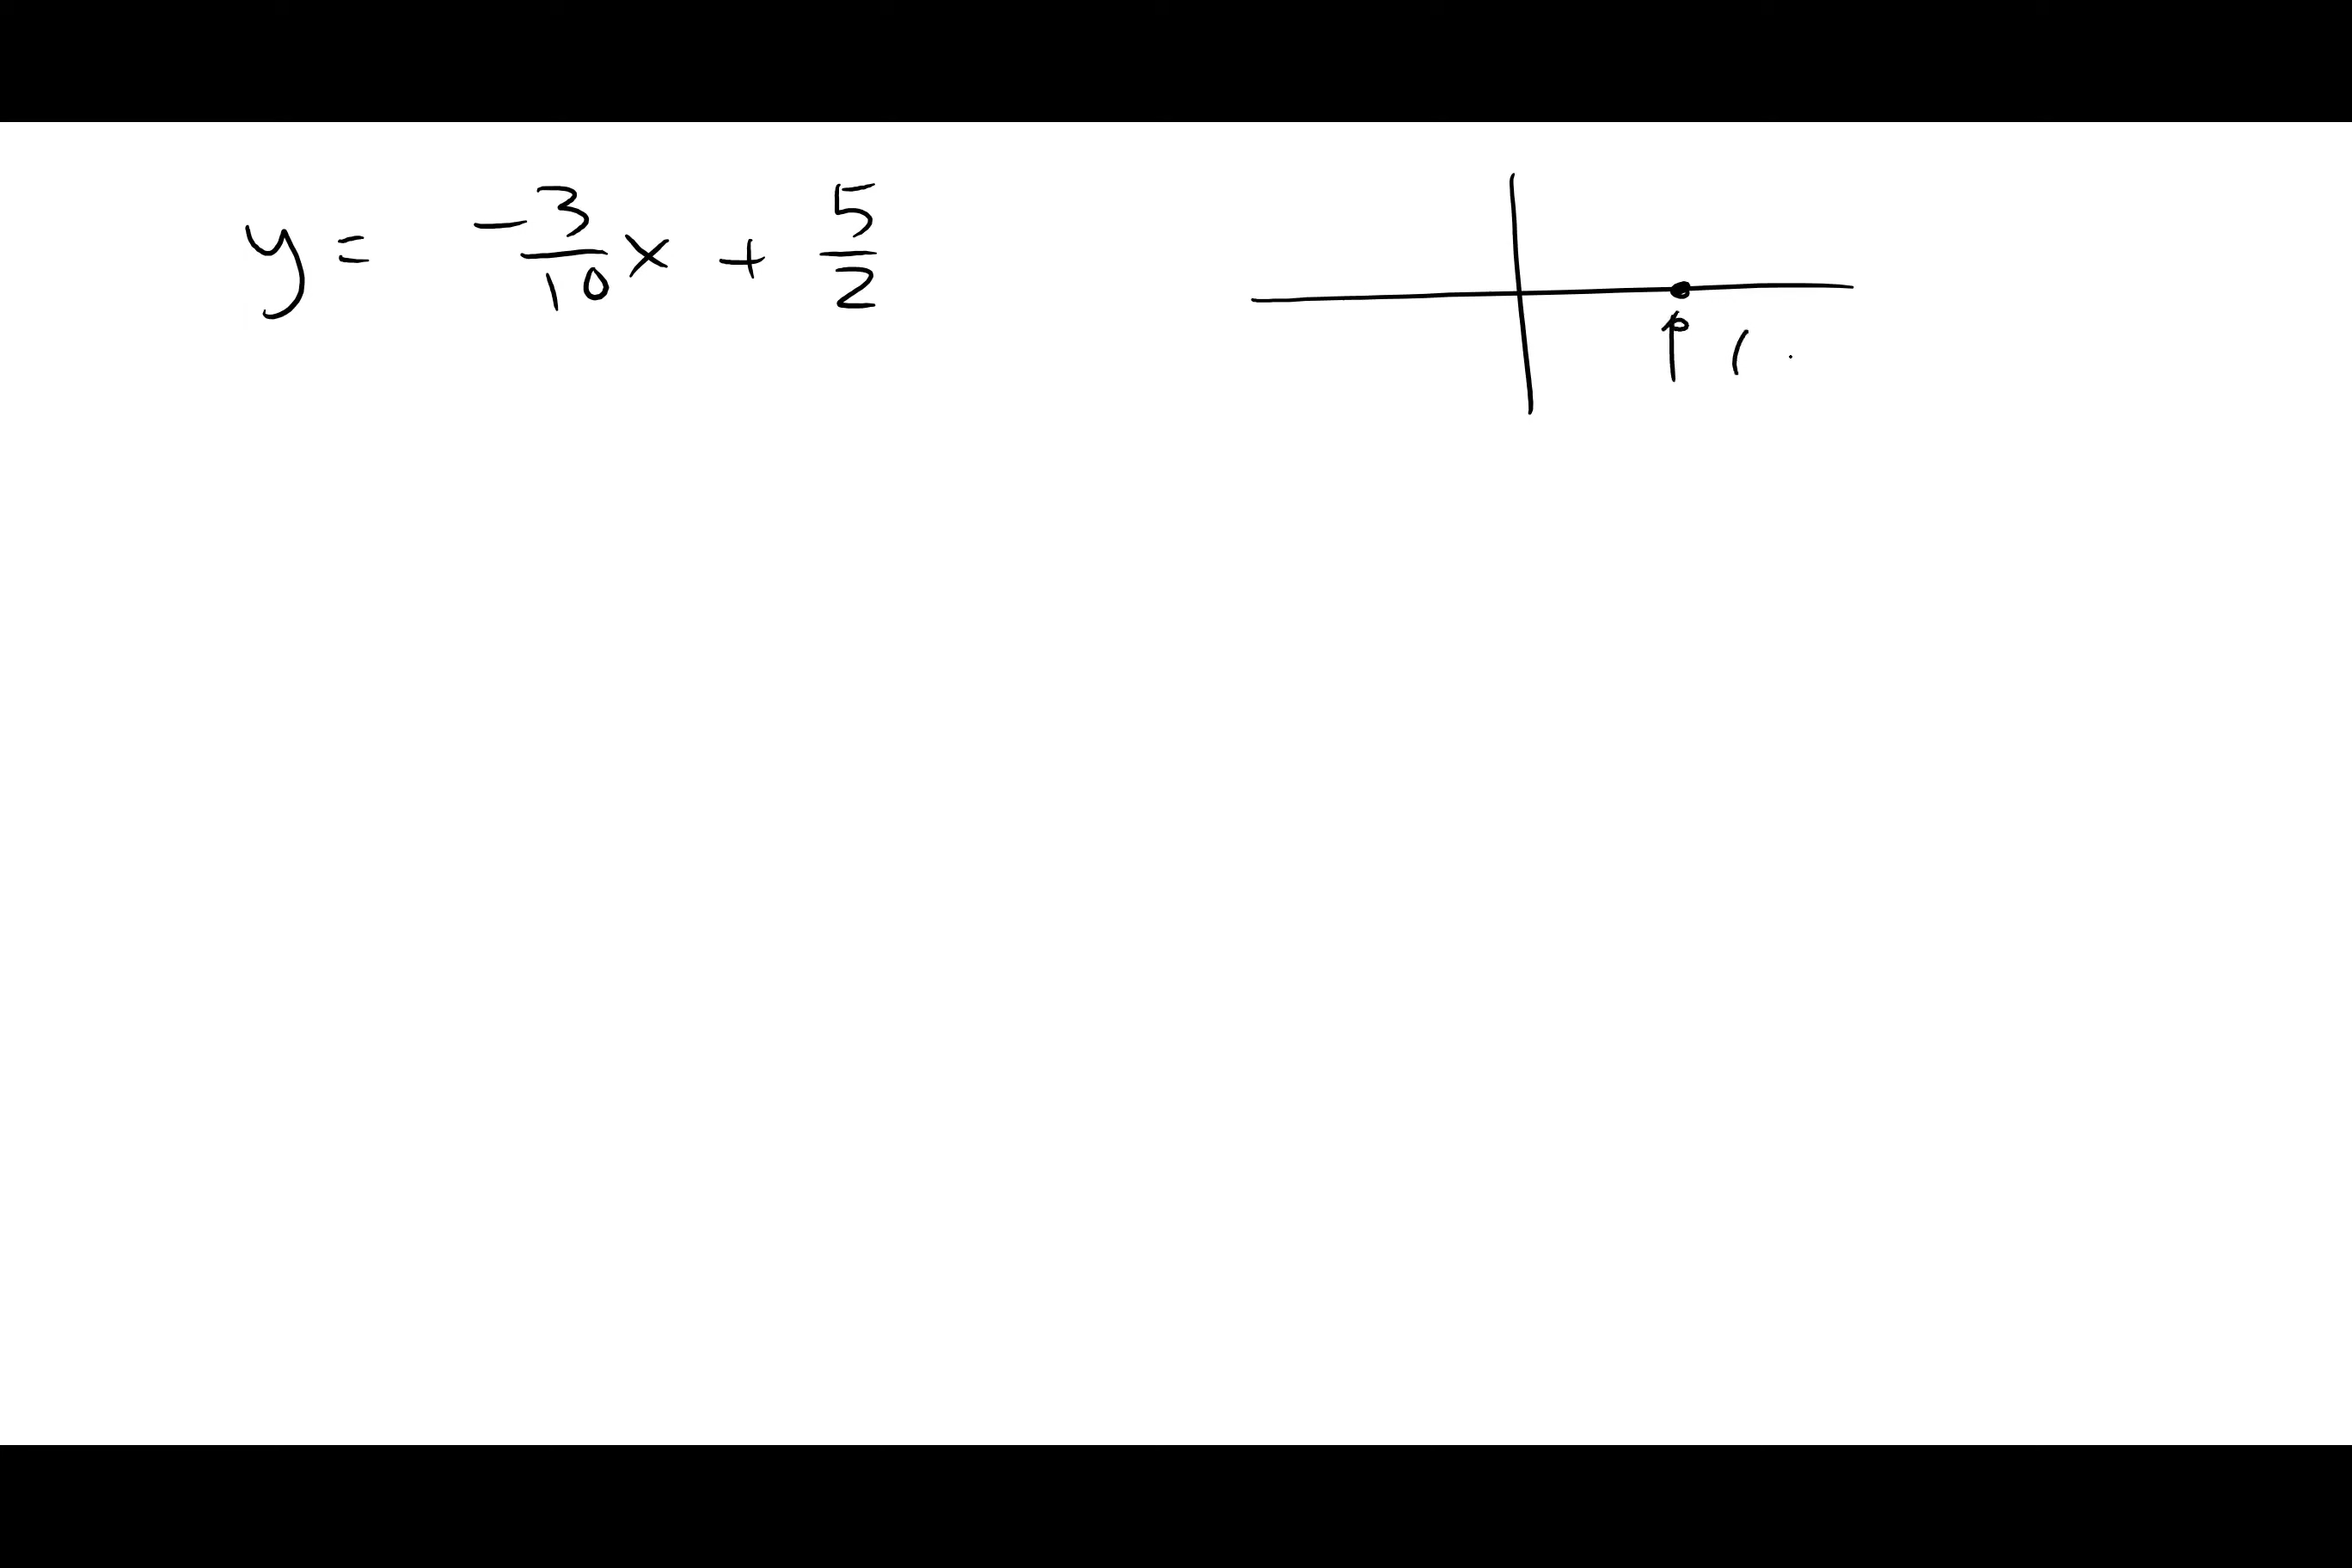 y = -3/10 x + 5/2
(